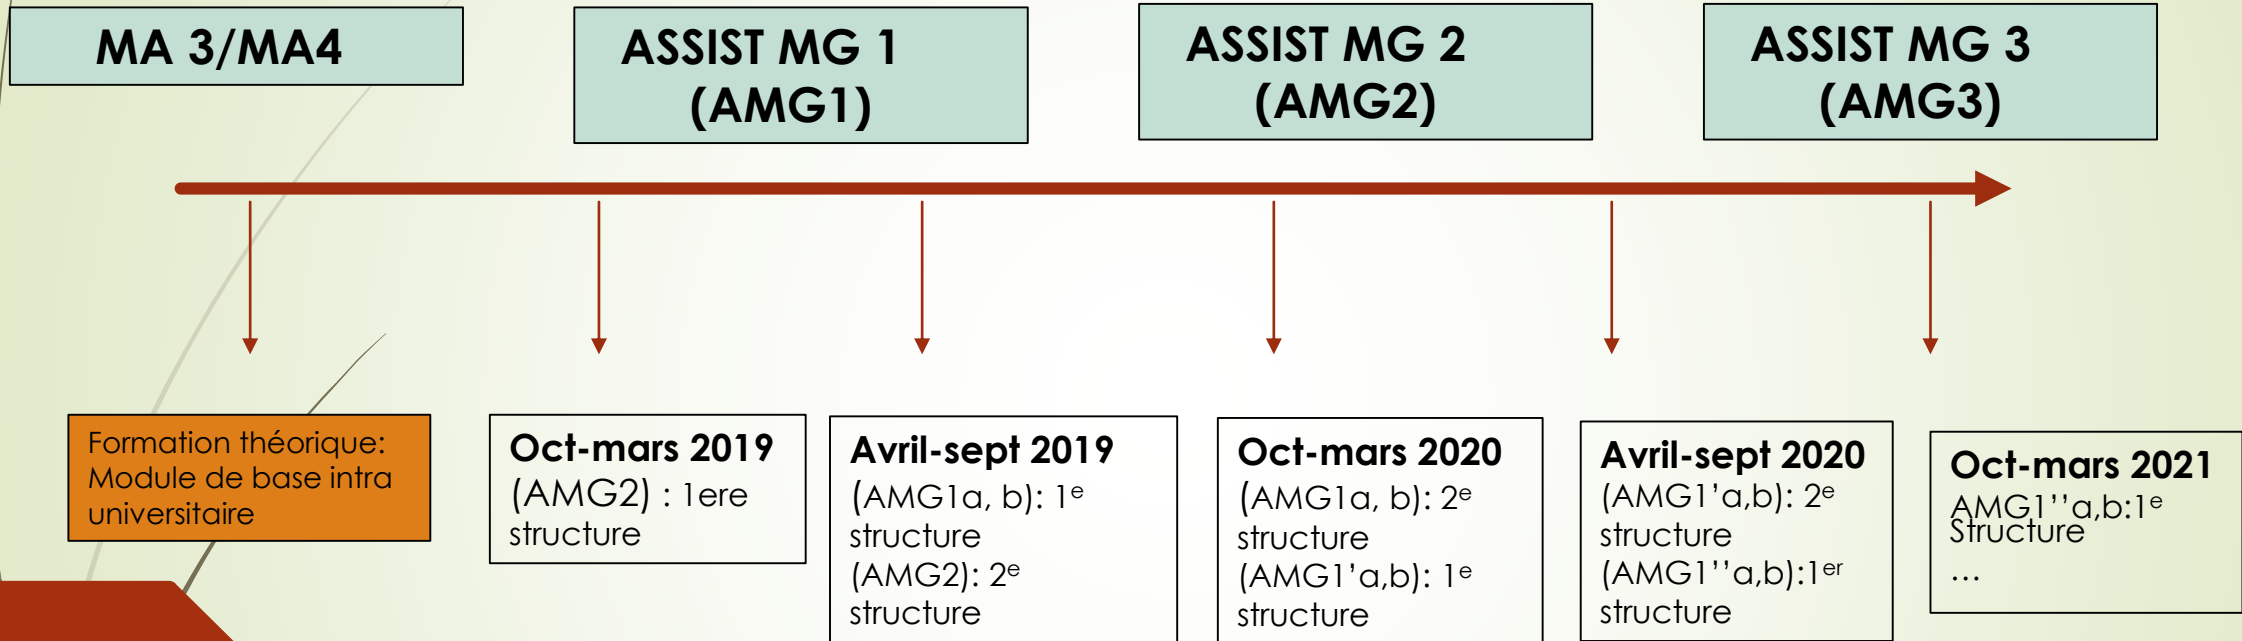 MA 3/MA4
ASSIST MG 1
(AMG1)
ASSIST MG 2
(AMG2)
ASSIST MG 3
(AMG3)
Formation théorique:
Module de base intra
universitaire
Oct-mars 2019
(AMG2) : 1ere
structure
Avril-sept 2019
(AMG1a, b): 1e
structure
(AMG2): 2e
structure
Oct-mars 2020
(AMG1a, b): 2e
structure
(AMG1’a,b): 1e
structure
Avril-sept 2020
(AMG1’a,b): 2e
structure
(AMG1’’a,b):1er
structure
Oct-mars 2021
AMG1’’a,b:1e
Structure
…